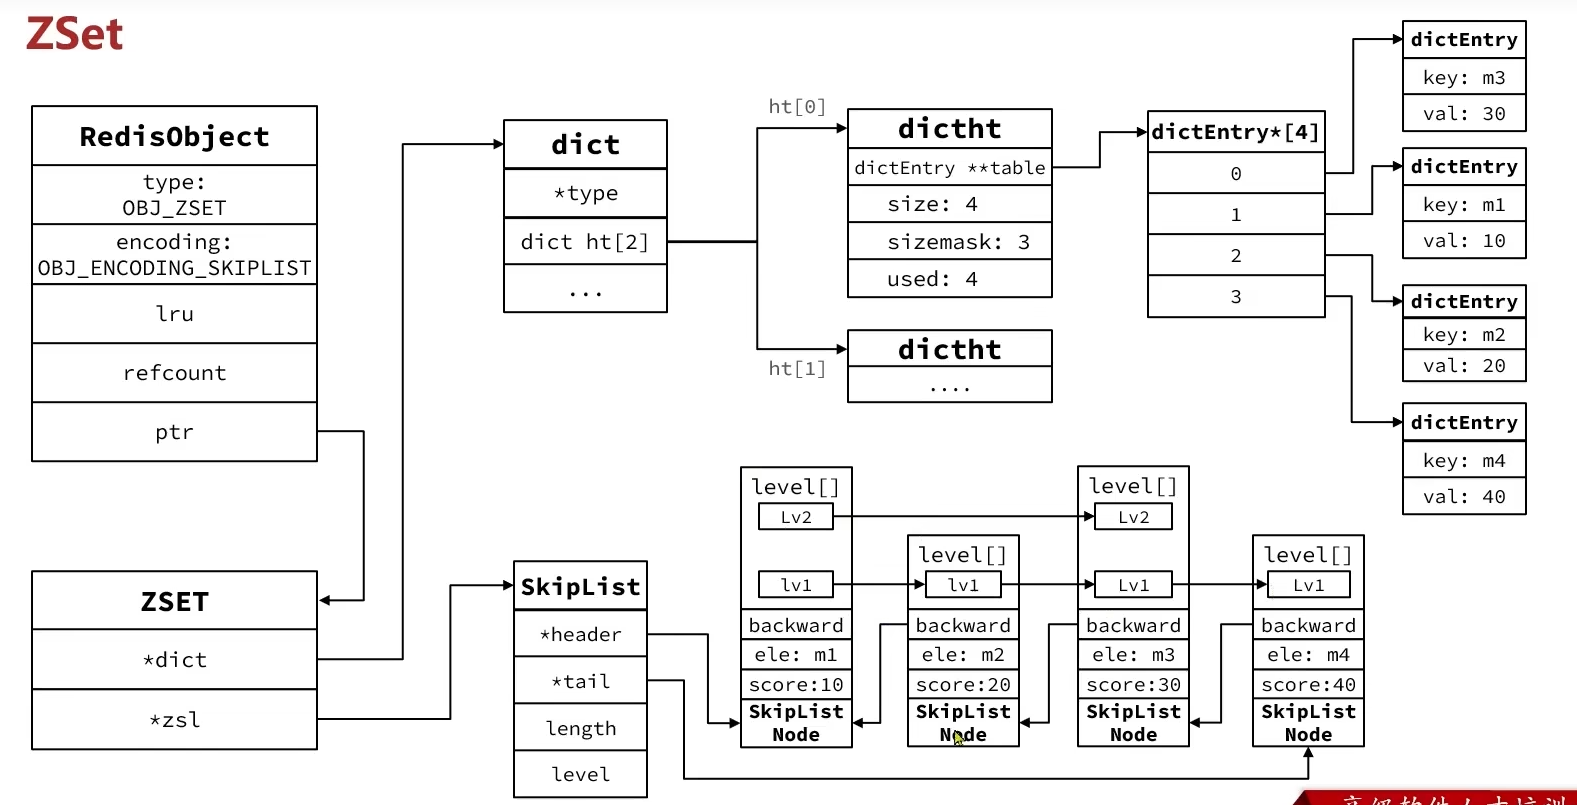 ZSet
RedisObject
type:
OBJ_ZSET
encoding:
OBJ_ENCODING_SKIPLIST
lru
refcount
ptr
ZSET
*dict
*zsl
dict
*type
dict ht[2]
...
ht[0]
dictht
dictEntry **table
size: 4
sizemask: 3
used: 4
ht[1]
dictht
....
dictEntry*[4]
0
1
2
3
dictEntry
key: m3
val: 30
dictEntry
key: m1
val: 10
dictEntry
key: m2
val: 20
dictEntry
key: m4
val: 40
SkipList
*header
*tail
length
level
level[]
Lv2
lv1
backward
ele: m1
score:10
SkipList
Node
level[]
lv1
backward
ele: m2
score:20
SkipList
Node
level[]
Lv2
Lv1
backward
ele: m3
score:30
SkipList
Node
level[]
Lv1
backward
ele: m4
score:40
SkipList
Node